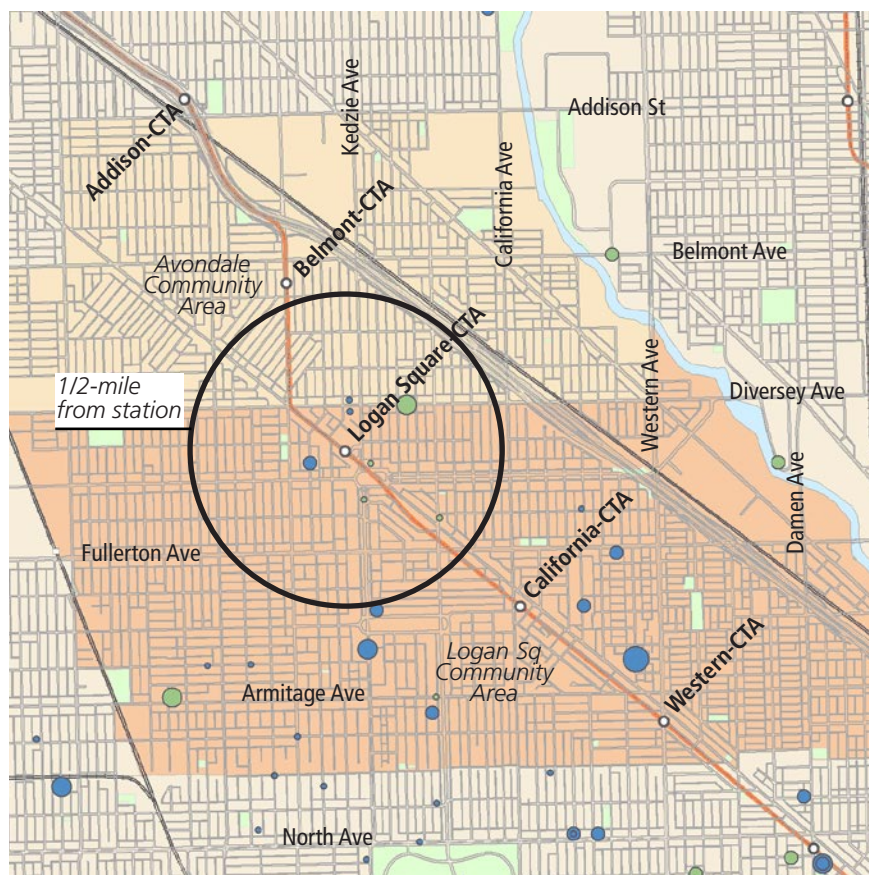 Addison St
Kedzie Ave
Addison-CTA
California Ave
Belmont-CTA
Belmont Ave
Avondale
Community
Area
Logan Square-CTA
Western Ave
1/2-mile
from station
Diversey Ave
Damen Ave
Fullerton Ave
California-CTA
Logan Sq
Community
Area
Western-CTA
Armitage Ave
North Ave